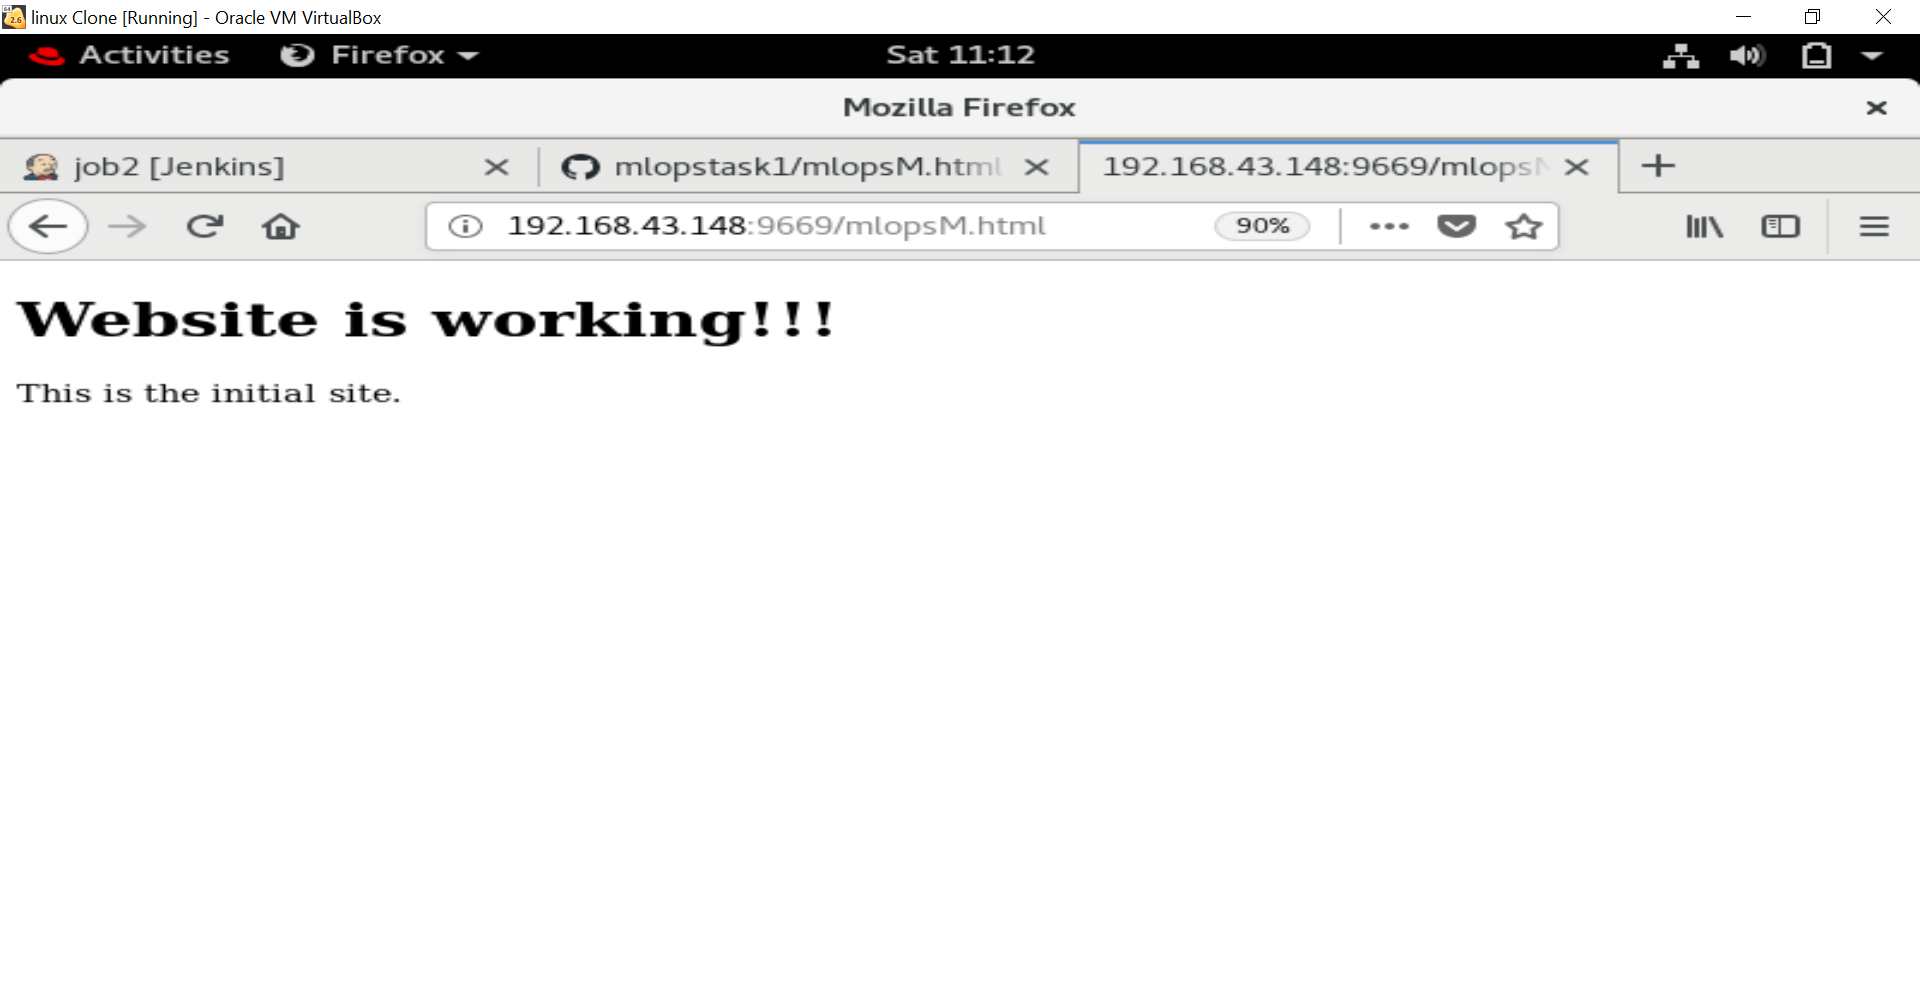 linux Clone [Running] - Oracle VM VirtualBox
Activities Firefox Sat 11:12
Mozilla Firefox
job2 [Jenkins] mlopstask1/mlopsM.html 192.168.43.148:9669/mlopsM
192.168.43.148:9669/mlopsM.html 90%
Website is working!!!
This is the initial site.